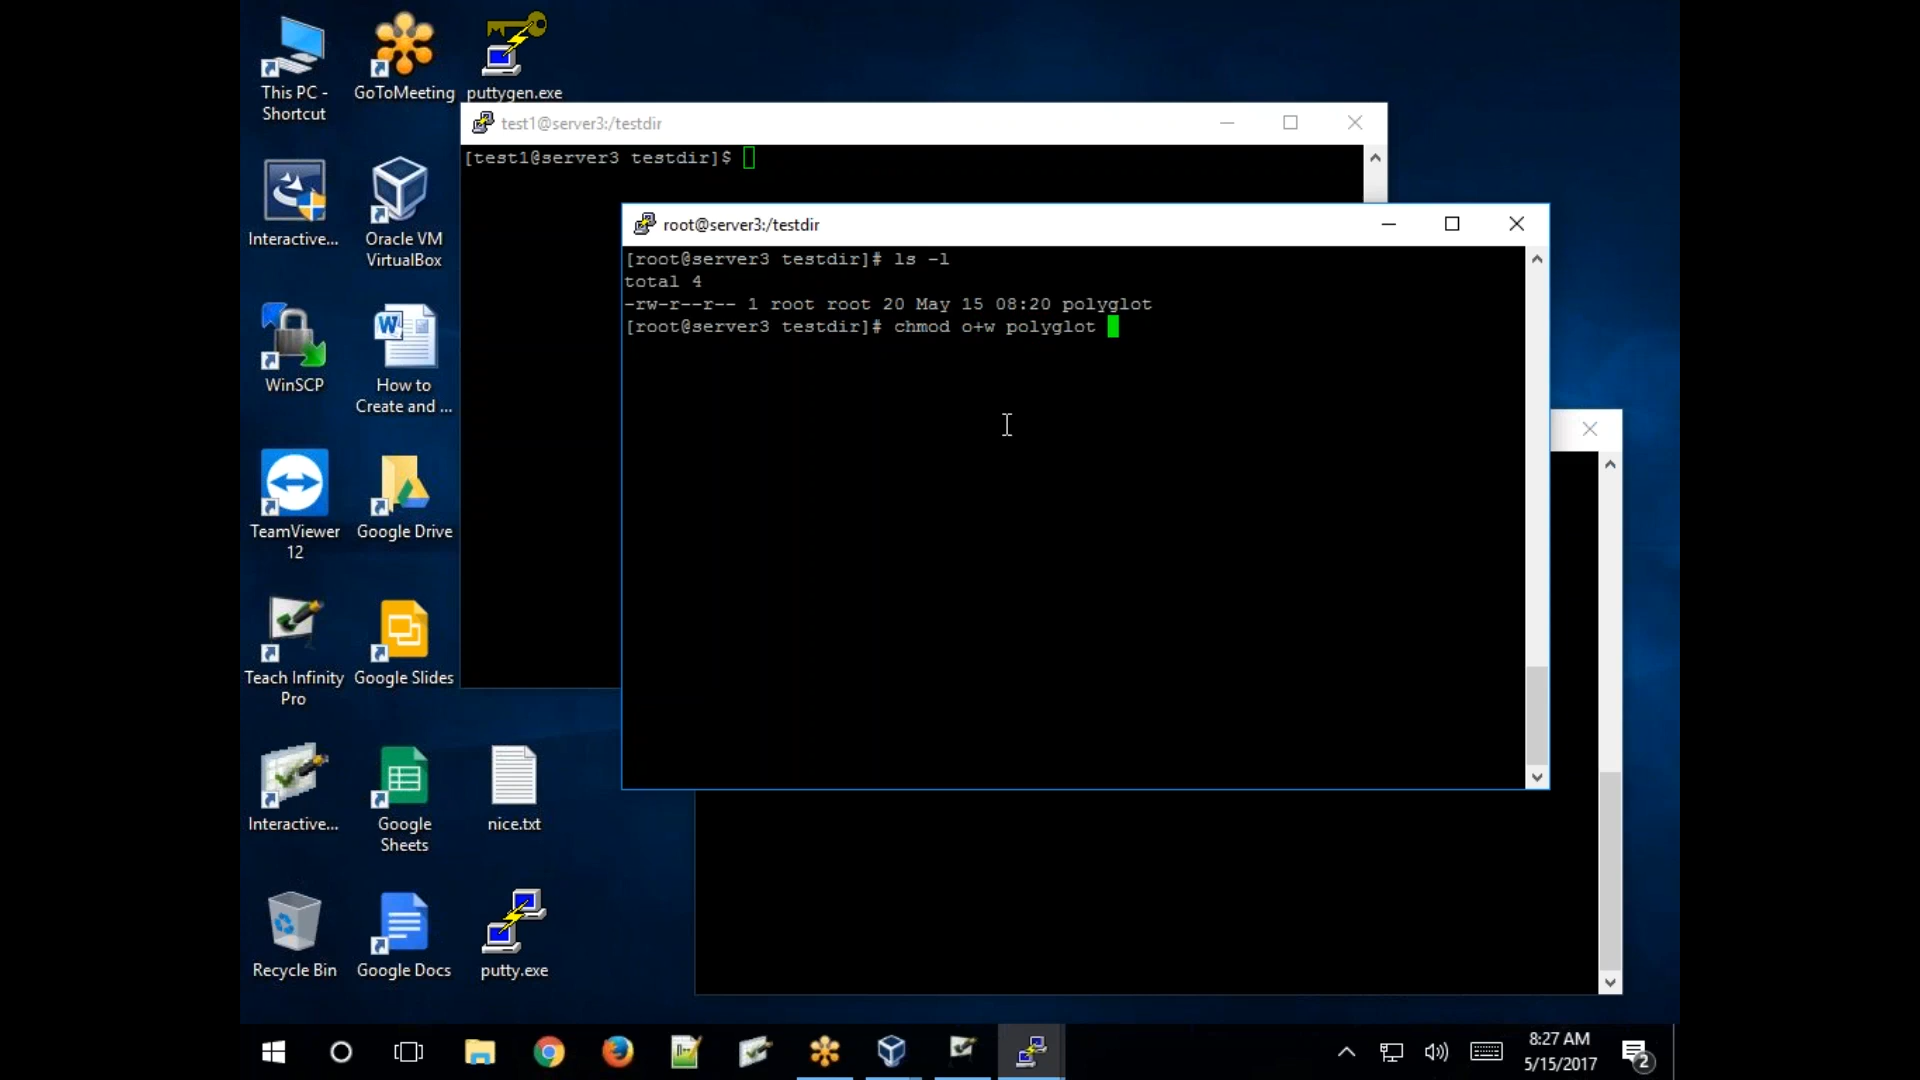 This PC -
Shortcut
GoToMeeting
puttygen.exe
test1@server3:/testdir
[test1@server3 testdir]$
Interactive...
Oracle VM
VirtualBox
root@server3:/testdir
[root@server3 testdir]# ls -l
total 4
-rw-r--r-- 1 root root 20 May 15 08:20 polyglot
[root@server3 testdir]# chmod o+w polyglot
WinSCP
How to
Create and ...
TeamViewer
12
Google Drive
Teach Infinity
Pro
Google Slides
Interactive...
Google
Sheets
nice.txt
Recycle Bin
Google Docs
putty.exe
8:27 AM
5/15/2017
2